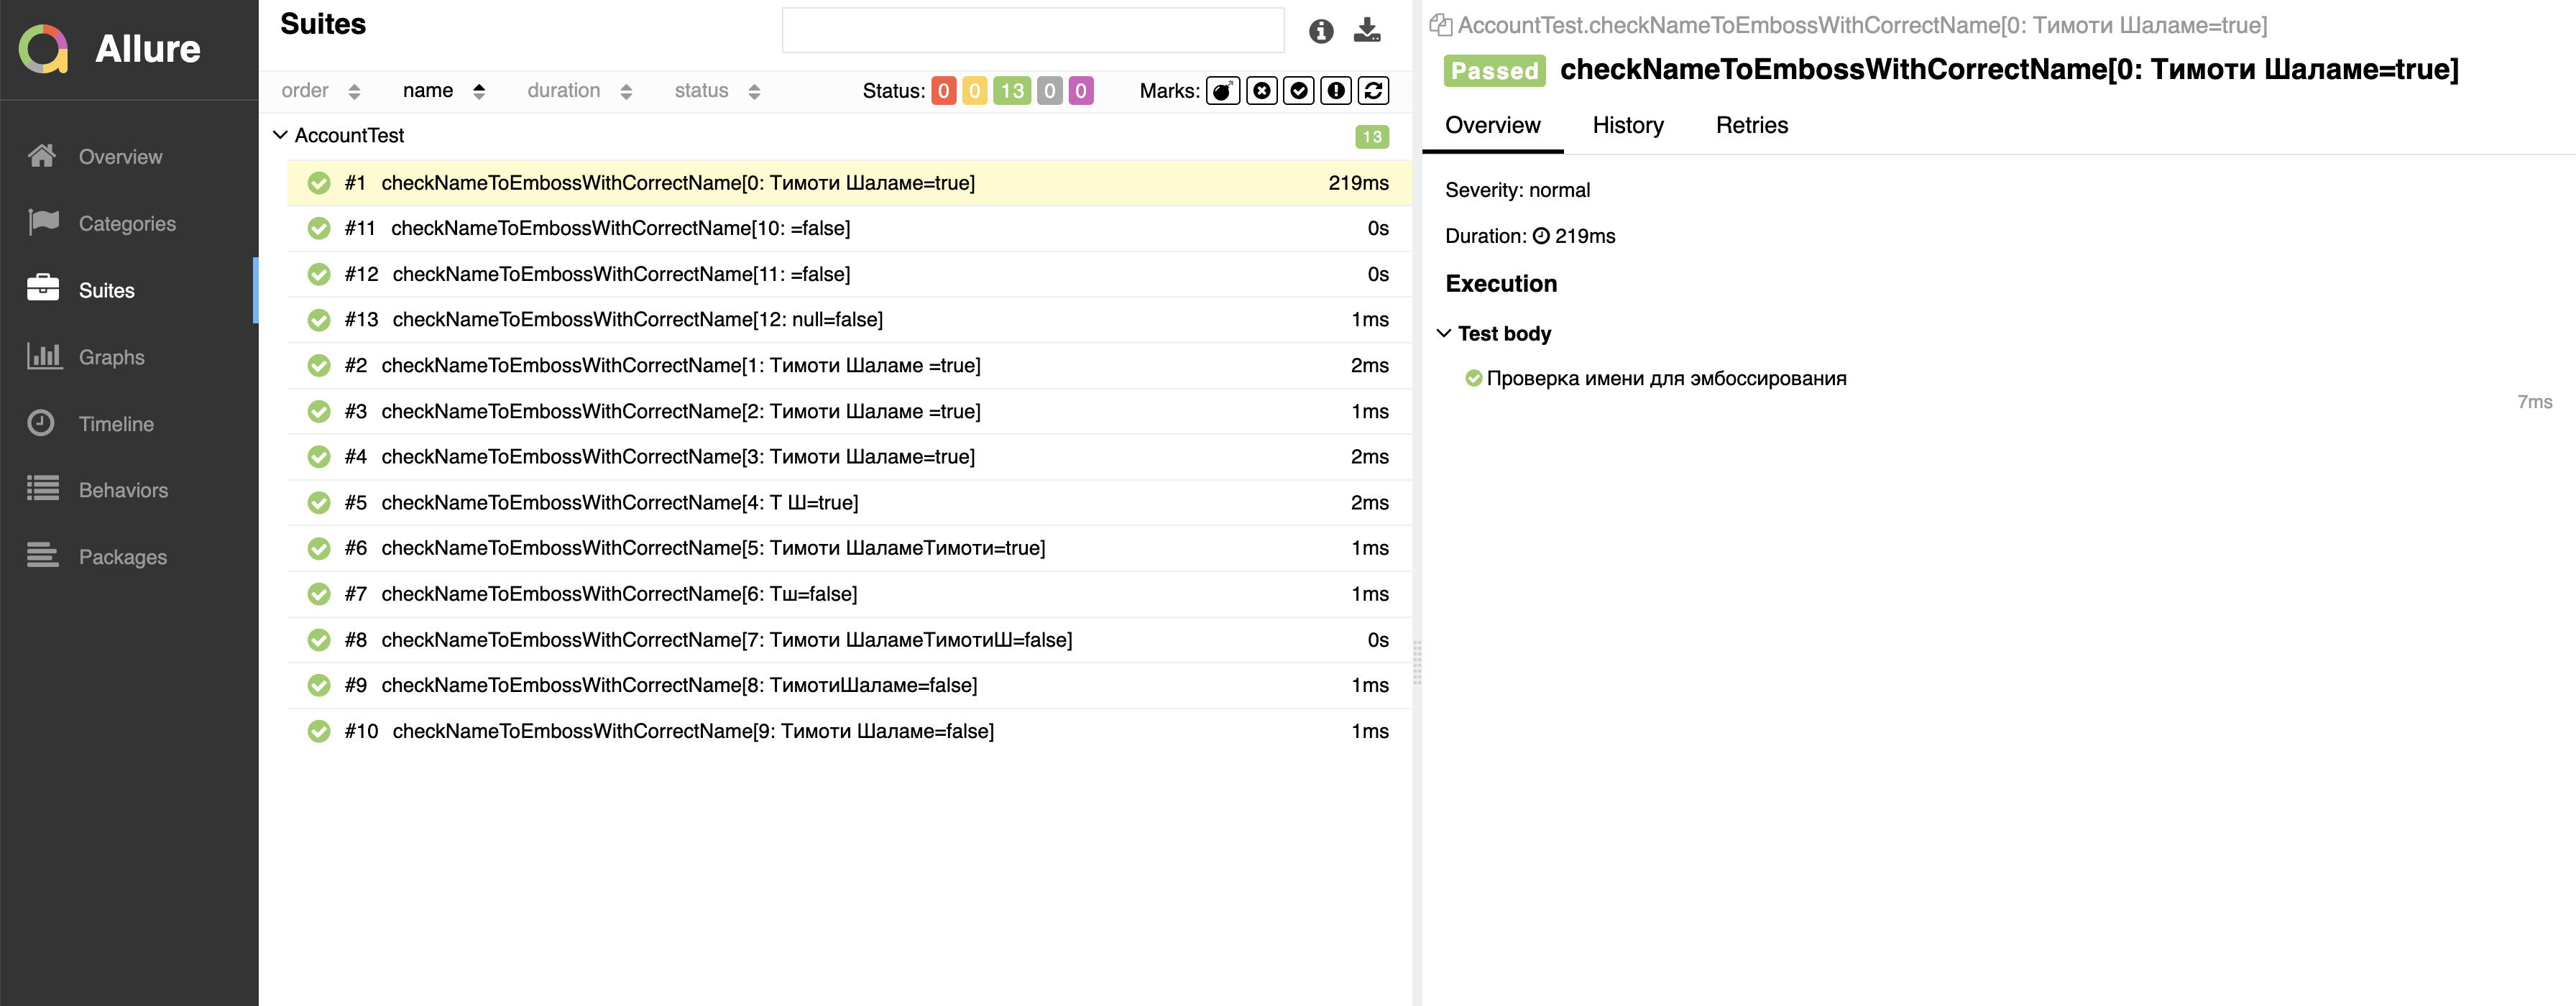 Allure
Overview
Categories
Suites
Graphs
Timeline
Behaviors
Packages
Suites
order name duration status Status: 0 0 13 0 0 Marks:
AccountTest 13
#1 checkNameToEmbossWithCorrectName[0: Тимоти Шаламе=true] 219ms
#11 checkNameToEmbossWithCorrectName[10: =false] 0s
#12 checkNameToEmbossWithCorrectName[11: =false] 0s
#13 checkNameToEmbossWithCorrectName[12: null=false] 1ms
#2 checkNameToEmbossWithCorrectName[1: Тимоти Шаламе =true] 2ms
#3 checkNameToEmbossWithCorrectName[2: Тимоти Шаламе =true] 1ms
#4 checkNameToEmbossWithCorrectName[3: Тимоти Шаламе=true] 2ms
#5 checkNameToEmbossWithCorrectName[4: Т Ш=true] 2ms
#6 checkNameToEmbossWithCorrectName[5: Тимоти ШаламеТимоти=true] 1ms
#7 checkNameToEmbossWithCorrectName[6: Тш=false] 1ms
#8 checkNameToEmbossWithCorrectName[7: Тимоти ШаламеТимотиШ=false] 0s
#9 checkNameToEmbossWithCorrectName[8: ТимотиШаламе=false] 1ms
#10 checkNameToEmbossWithCorrectName[9: Тимоти Шаламе=false] 1ms
AccountTest.checkNameToEmbossWithCorrectName[0: Тимоти Шаламе=true]
Passed checkNameToEmbossWithCorrectName[0: Тимоти Шаламе=true]
Overview History Retries
Severity: normal
Duration: 219ms
Execution
Test body
Проверка имени для эмбоссирования
7ms